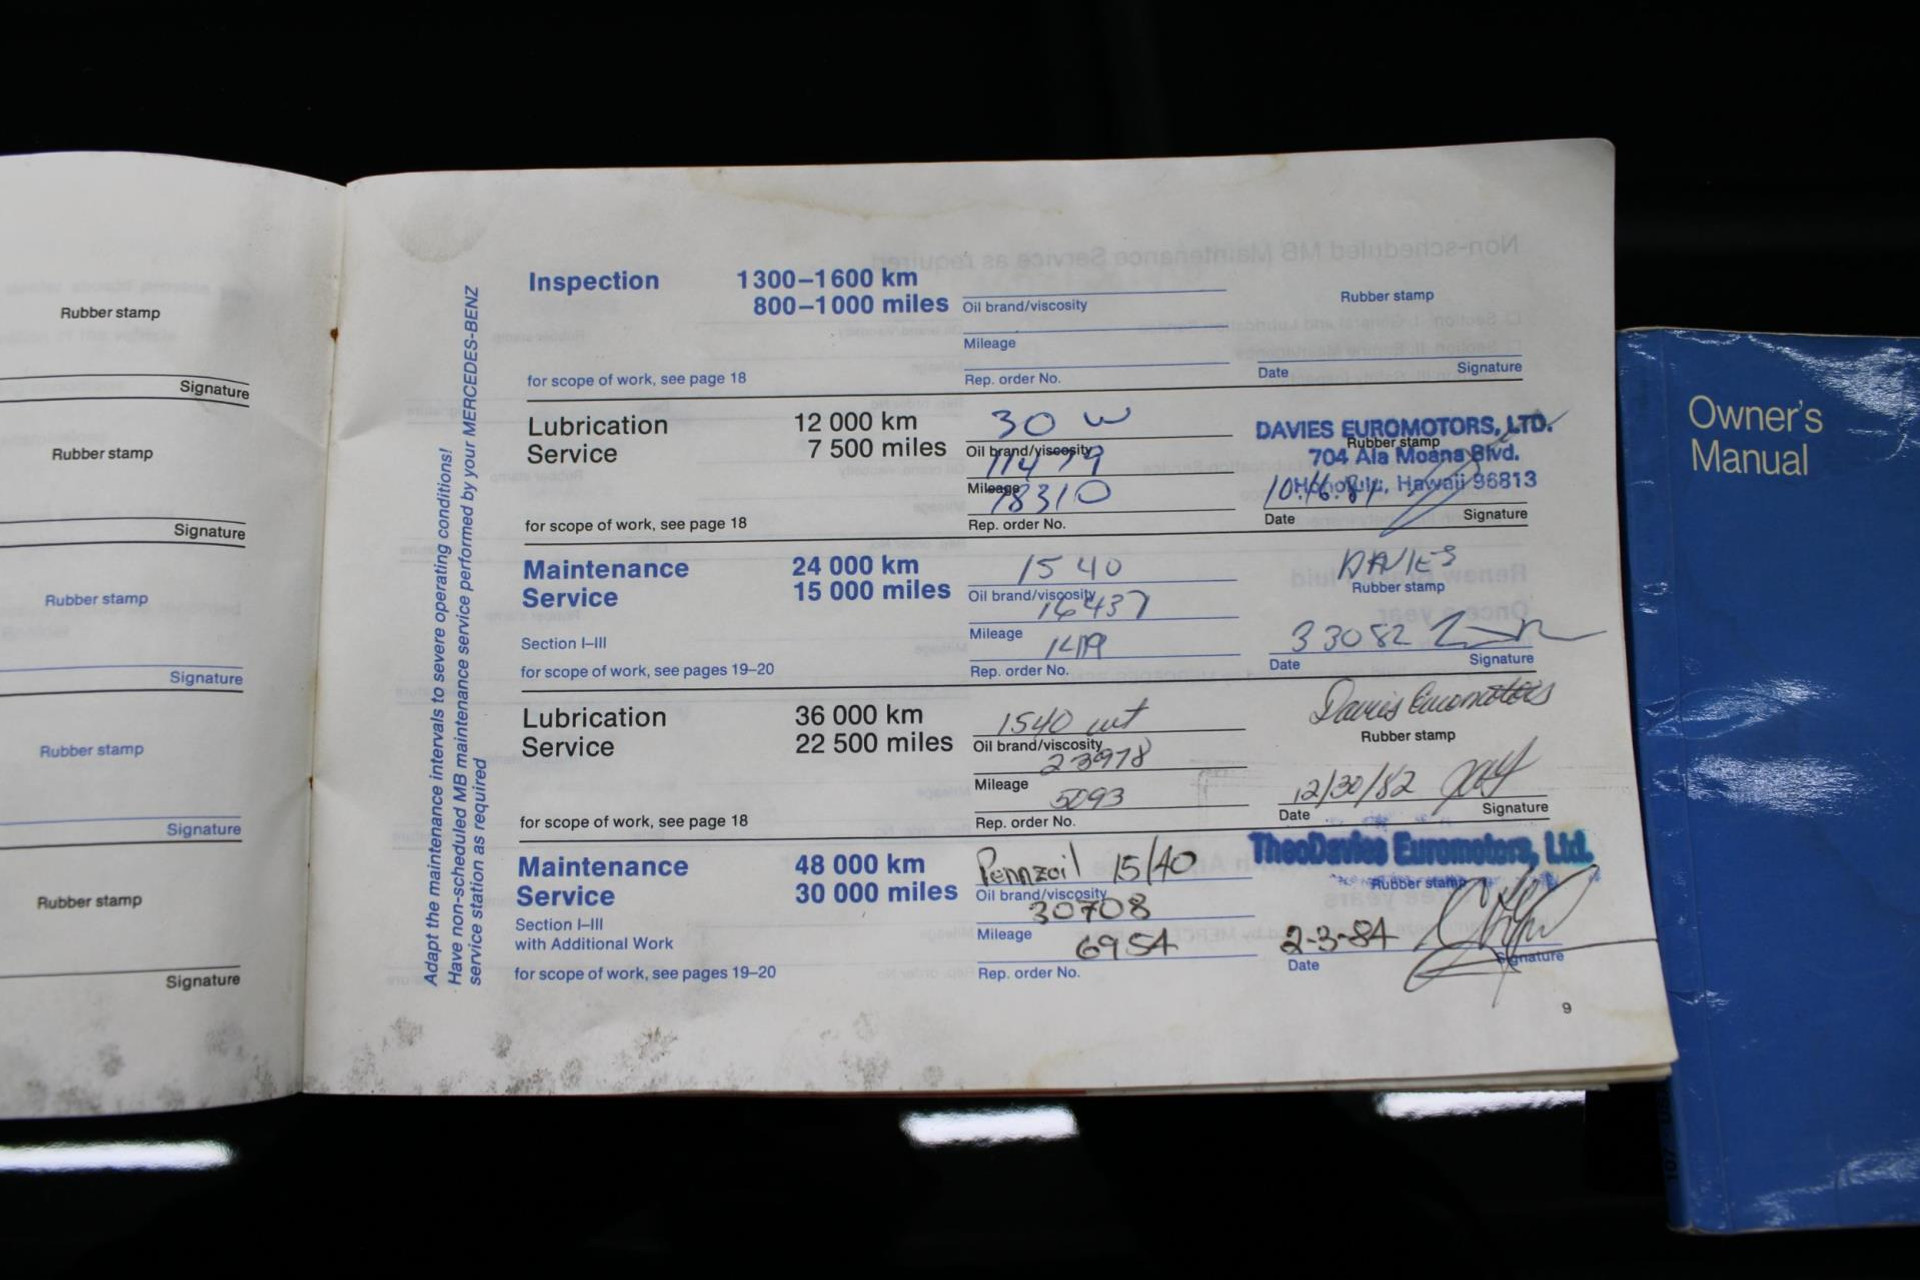 Rubber stamp
Signature
Rubber stamp
Signature
Rubber stamp
Signature
Rubber stamp
Signature
Rubber stamp
Signature
Adapt the maintenance intervals to severe operating conditions!
Have non-scheduled MB maintenance service performed by your MERCEDES-BENZ
service station as required
Inspection 1300–1600 km
800–1000 miles
Oil brand/viscosity
Rubber stamp
Mileage
for scope of work, see page 18
Rep. order No.
Date
Signature
Lubrication 12 000 km
Service 7 500 miles
30 W
Oil brand/viscosity
11479
Mileage
18310
Rep. order No.
for scope of work, see page 18
DAVIES EUROMOTORS, LTD.
Rubber stamp
704 Ala Moana Blvd.
Honolulu, Hawaii 96813
10.16.81
Date
Signature
Maintenance 24 000 km
Service 15 000 miles
Section I–III
for scope of work, see pages 19–20
15 40
Oil brand/viscosity
16437
Mileage
Rep. order No.
DAVIES
Rubber stamp
33082
Date
Signature
Lubrication 36 000 km
Service 22 500 miles
for scope of work, see page 18
1540 wt
Oil brand/viscosity
23978
Mileage
5093
Rep. order No.
Davies Euromotors
Rubber stamp
12/30/82
Date
Signature
Maintenance 48 000 km
Service 30 000 miles
Section I–III
with Additional Work
for scope of work, see pages 19–20
Pennzoil 15/40
Oil brand/viscosity
30708
Mileage
6954
Rep. order No.
TheoDavies Euromotors, Ltd.
Rubber stamp
2-3-84
Date
Signature
9
Owner's
Manual